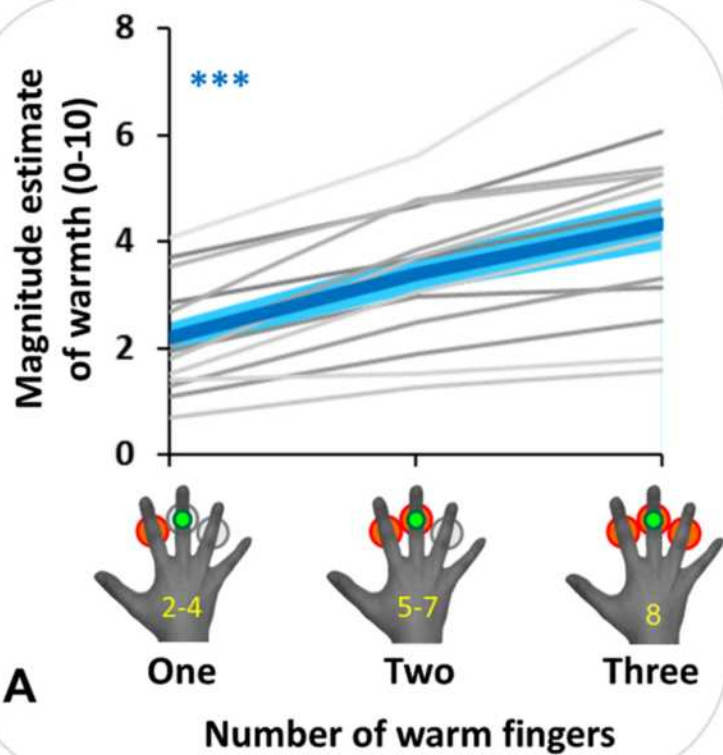 8
***
6
4
2
0
Magnitude estimate
of warmth (0-10)
2-4
5-7
8
One
Two
Three
A
Number of warm fingers